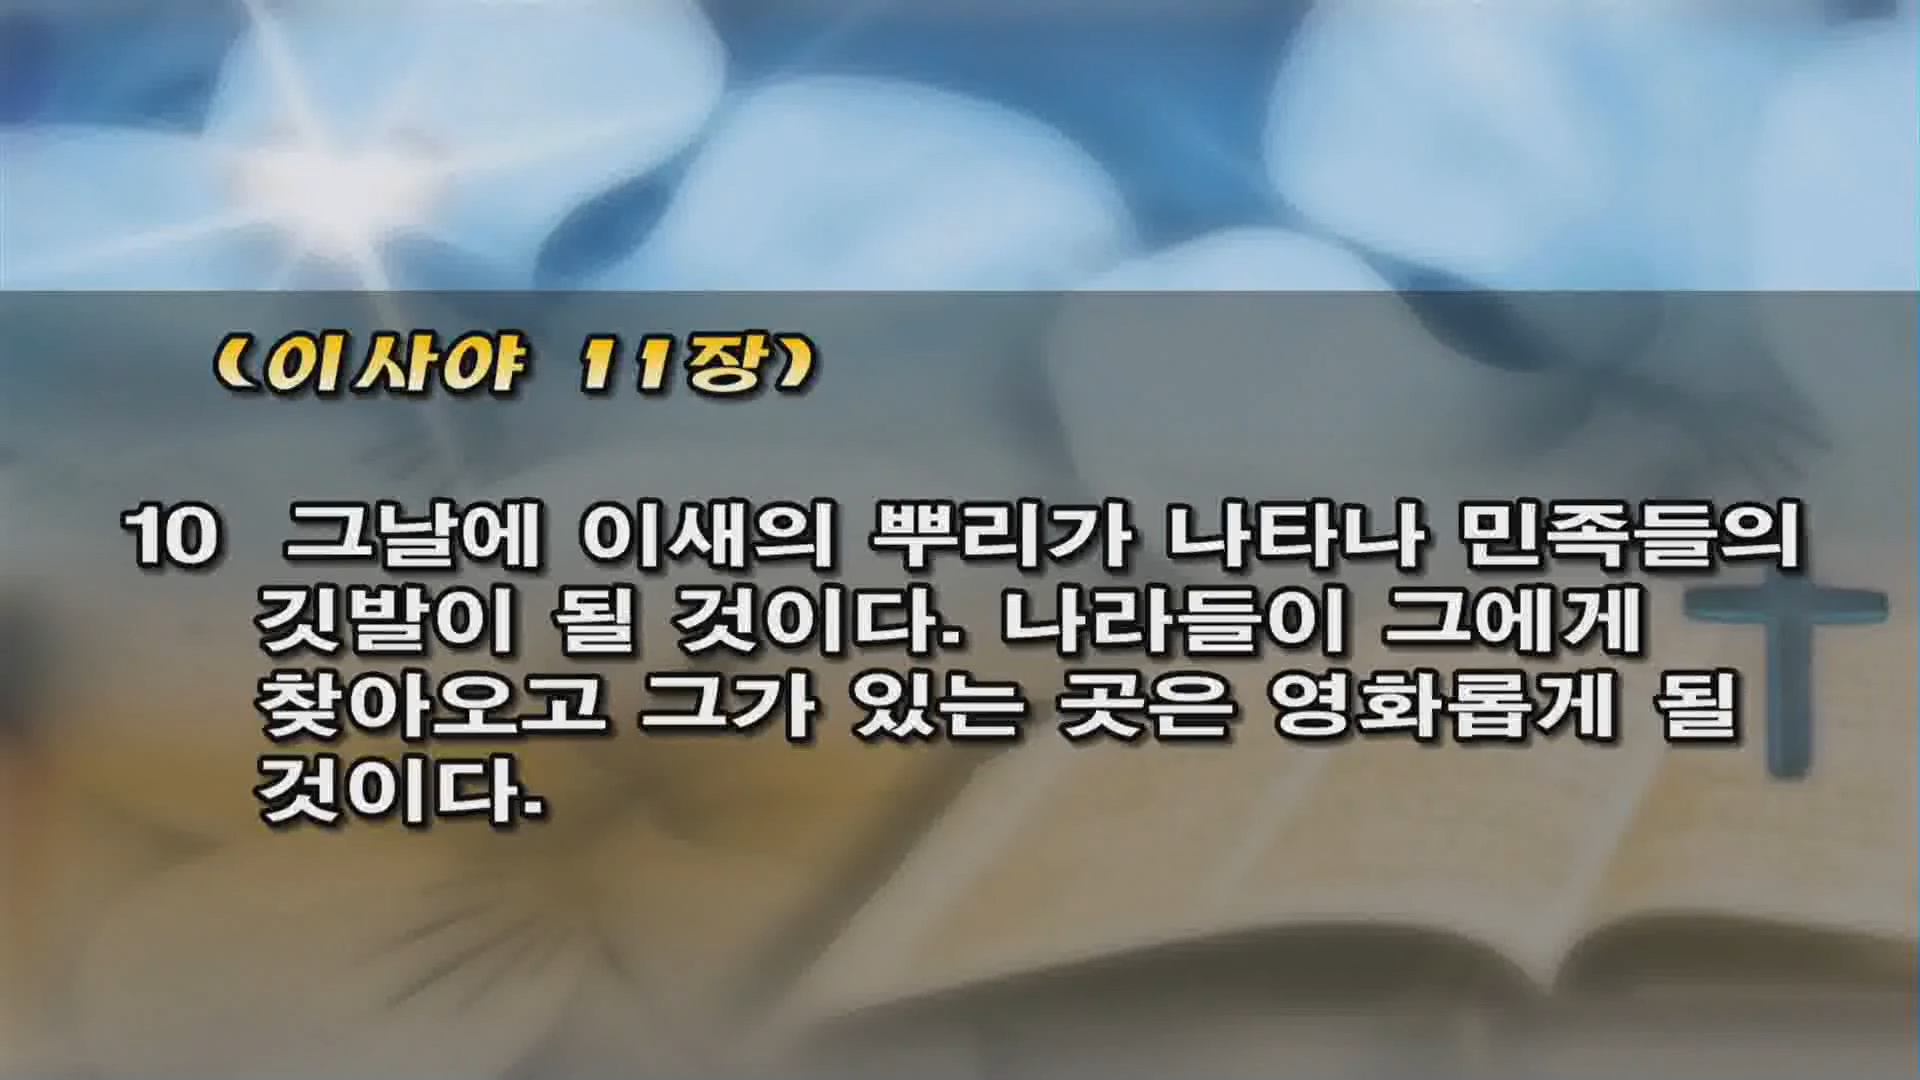 (이사야 11장)
10 그날에 이새의 뿌리가 나타나 민족들의
깃발이 될 것이다. 나라들이 그에게
찾아오고 그가 있는 곳은 영화롭게 될
것이다.